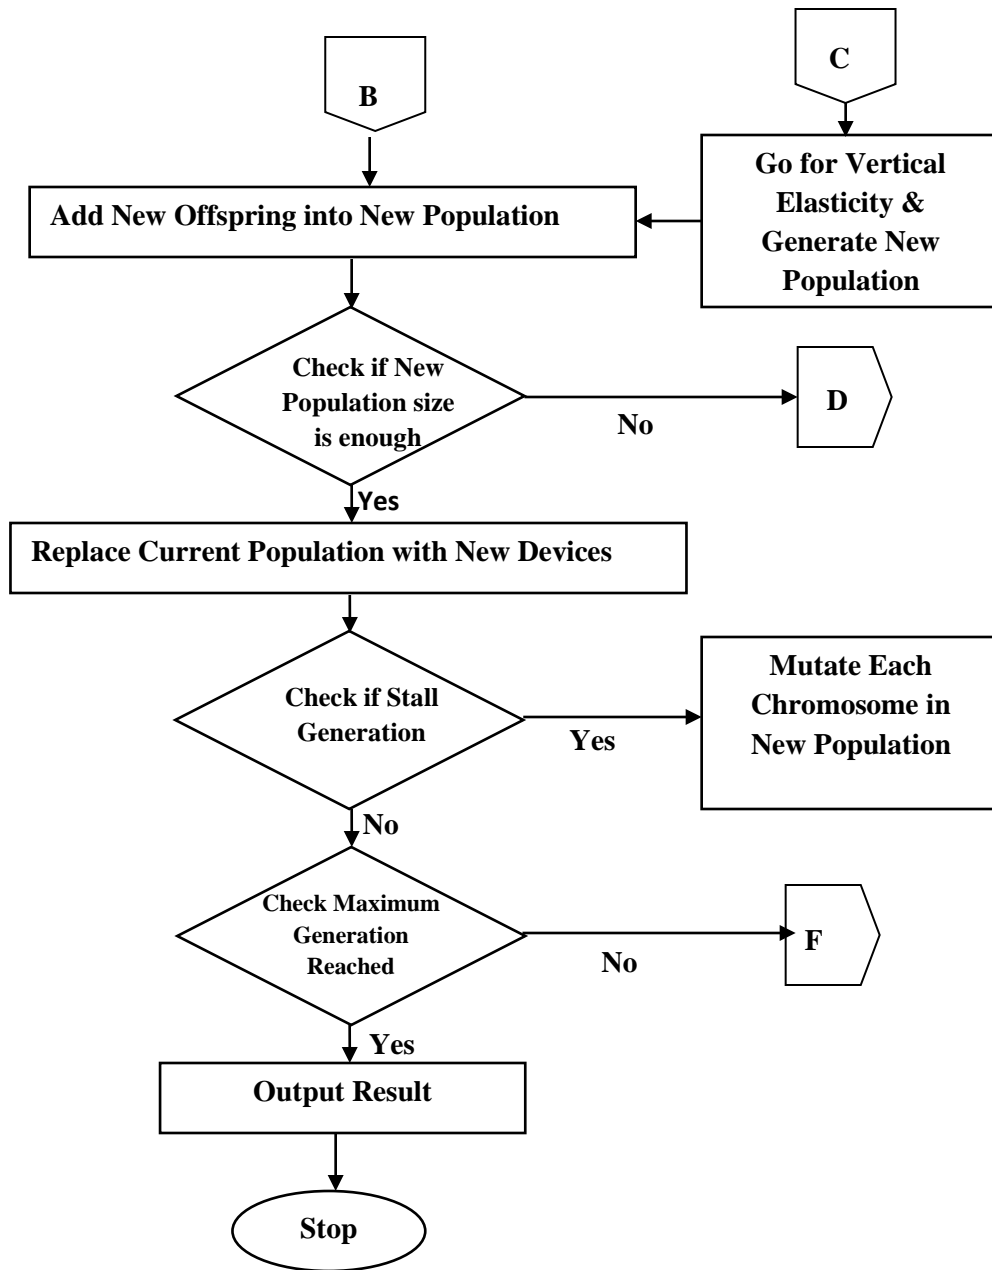 B
C
Go for Vertical
Elasticity &
Generate New
Population
Add New Offspring into New Population
Check if New
Population size
is enough
No
D
Yes
Replace Current Population with New Devices
Check if Stall
Generation
Yes
Mutate Each
Chromosome in
New Population
No
Check Maximum
Generation
Reached
No
F
Yes
Output Result
Stop